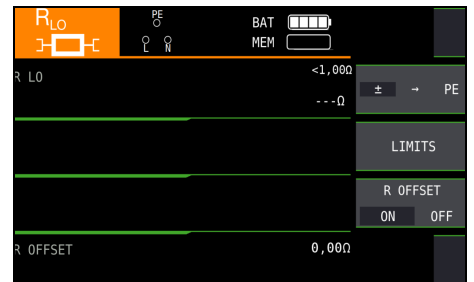 RLO
PE
L N
BAT
MEM
R LO
<1,00Ω
---Ω
± → PE
LIMITS
R OFFSET
ON OFF
R OFFSET
0,00Ω